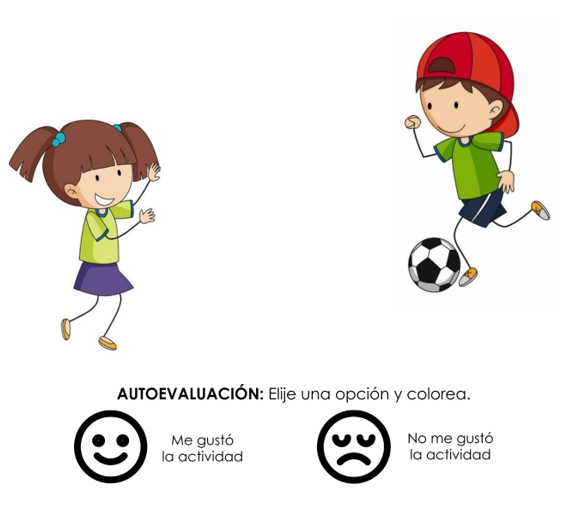 AUTOEVALUACIÓN: Elije una opción y colorea.
Me gustó
la actividad
No me gustó
la actividad